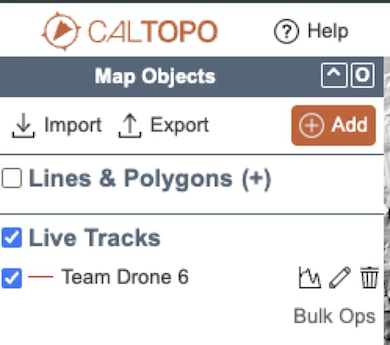 CALTOPO
Help
Map Objects
^ O
Import Export Add
Lines & Polygons (+)
Live Tracks
Team Drone 6
Bulk Ops